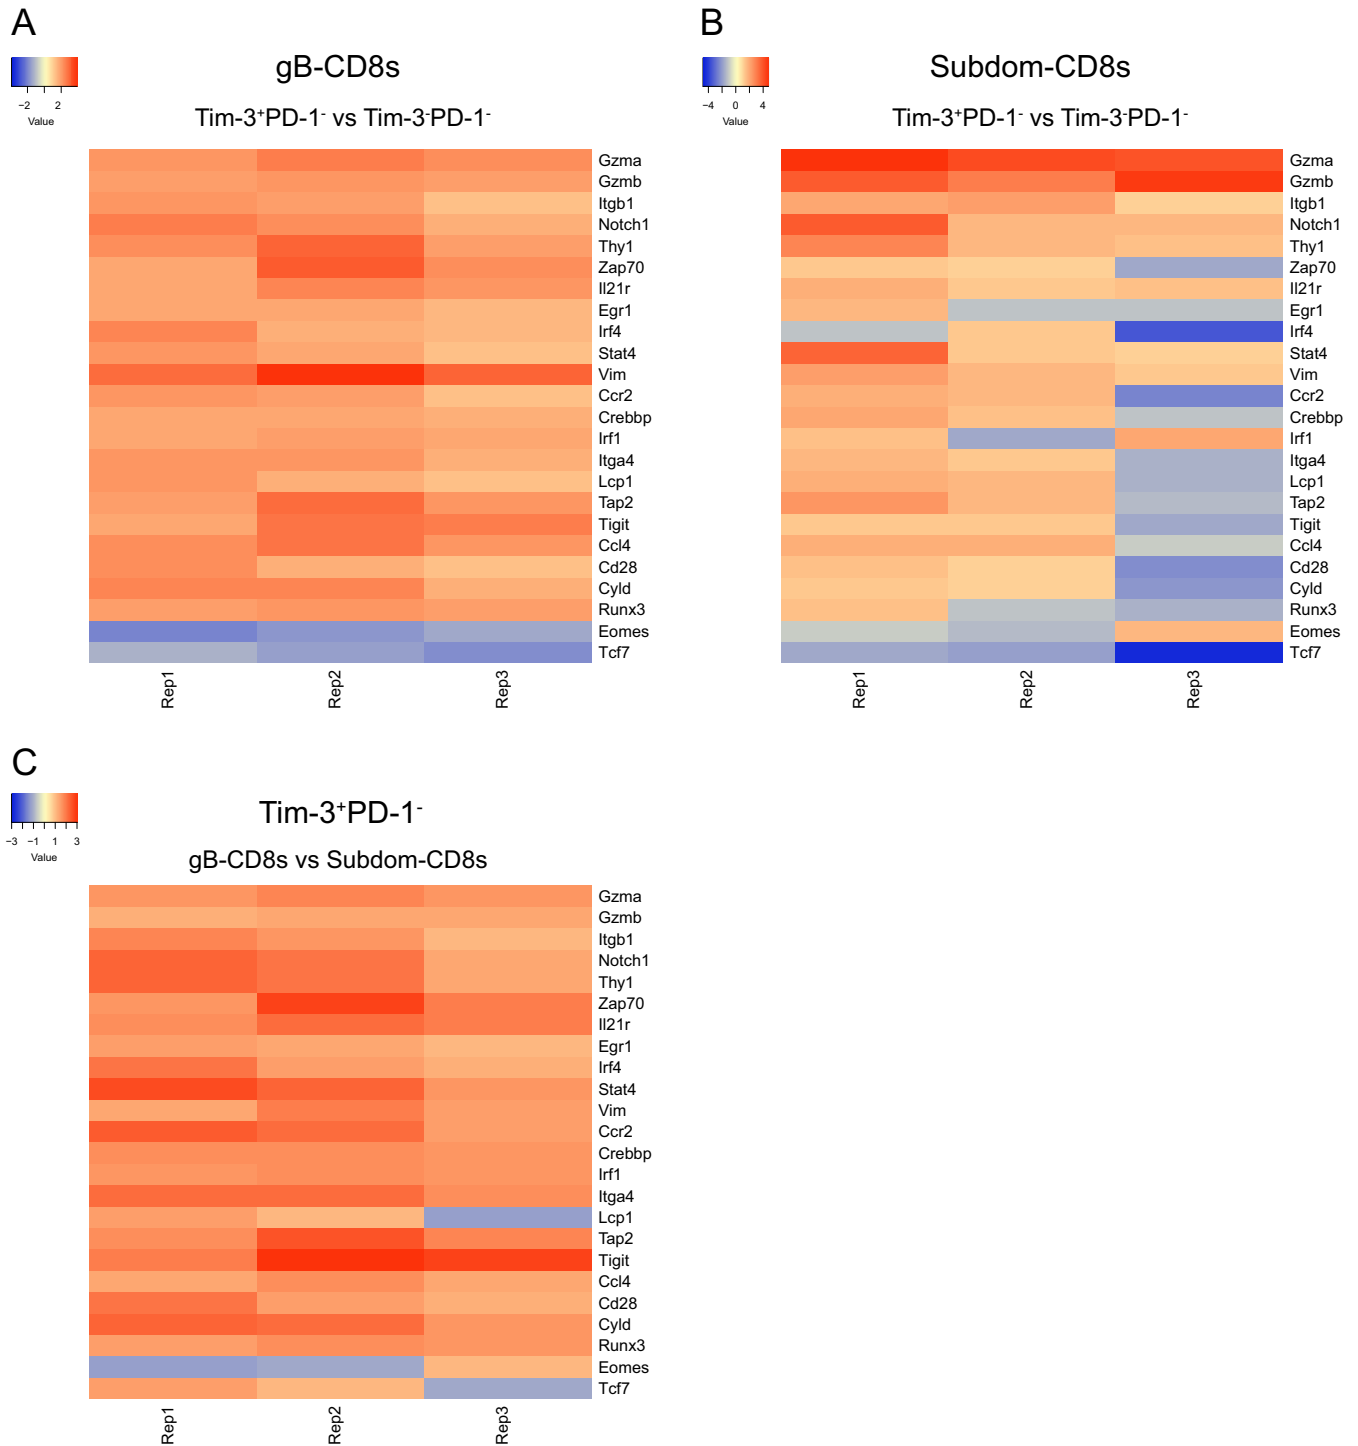 A
−2 2
Value
gB-CD8s
Tim-3⁺PD-1⁻ vs Tim-3⁻PD-1⁻
Gzma
Gzmb
Itgb1
Notch1
Thy1
Zap70
Il21r
Egr1
Irf4
Stat4
Vim
Ccr2
Crebbp
Irf1
Itga4
Lcp1
Tap2
Tigit
Ccl4
Cd28
Cyld
Runx3
Eomes
Tcf7
Rep1
Rep2
Rep3
B
−4 0 4
Value
Subdom-CD8s
Tim-3⁺PD-1⁻ vs Tim-3⁻PD-1⁻
Gzma
Gzmb
Itgb1
Notch1
Thy1
Zap70
Il21r
Egr1
Irf4
Stat4
Vim
Ccr2
Crebbp
Irf1
Itga4
Lcp1
Tap2
Tigit
Ccl4
Cd28
Cyld
Runx3
Eomes
Tcf7
Rep1
Rep2
Rep3
C
−3 −1 1 3
Value
Tim-3⁺PD-1⁻
gB-CD8s vs Subdom-CD8s
Gzma
Gzmb
Itgb1
Notch1
Thy1
Zap70
Il21r
Egr1
Irf4
Stat4
Vim
Ccr2
Crebbp
Irf1
Itga4
Lcp1
Tap2
Tigit
Ccl4
Cd28
Cyld
Runx3
Eomes
Tcf7
Rep1
Rep2
Rep3